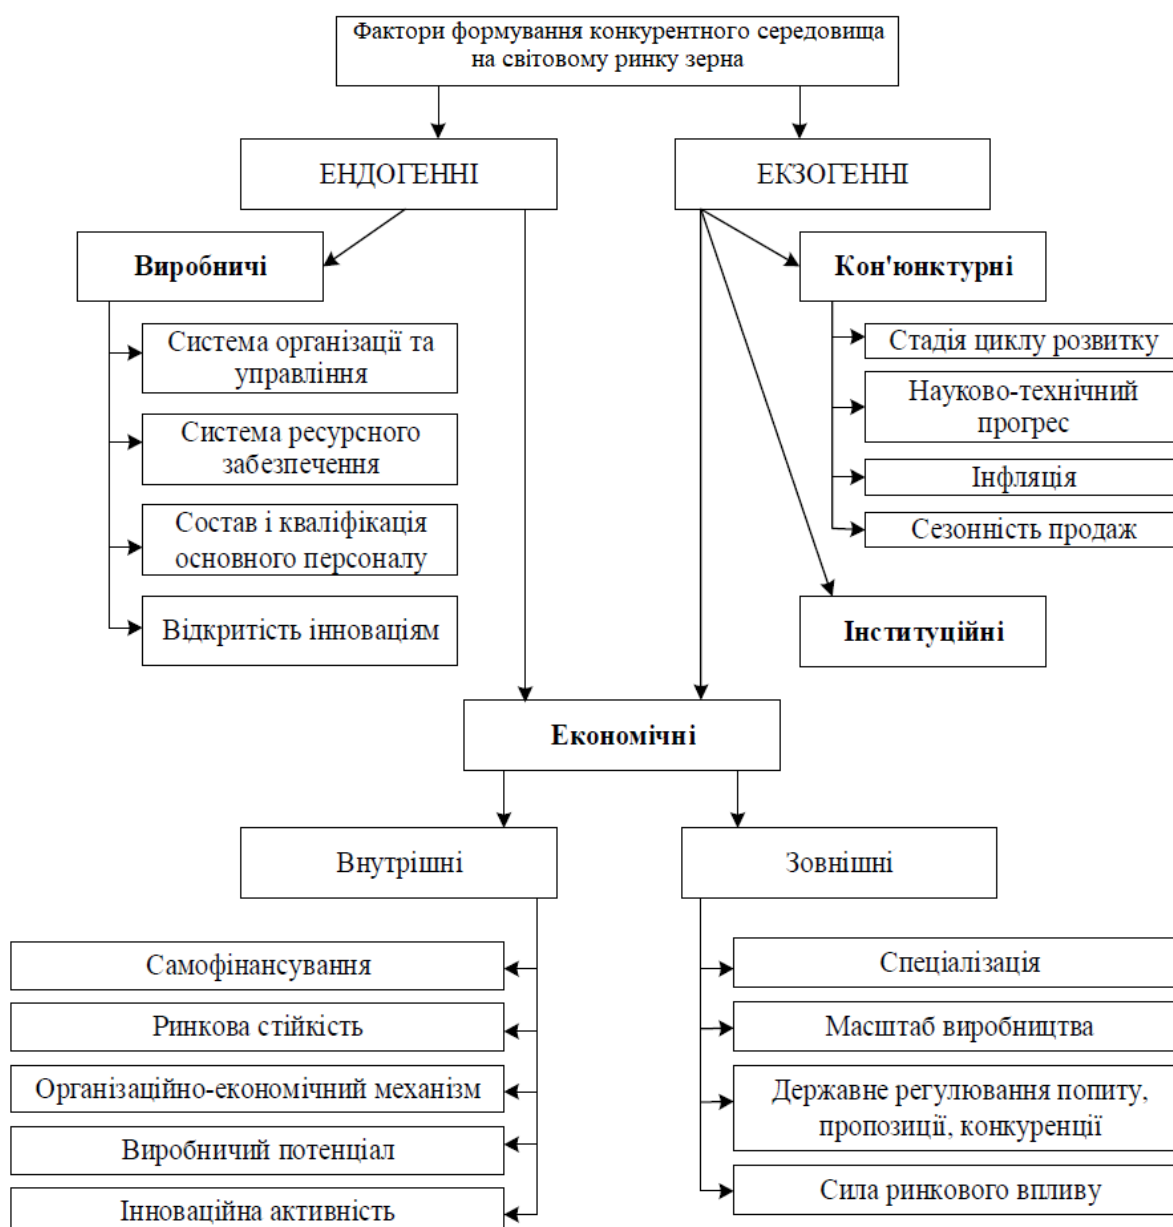 Фактори формування конкурентного середовища
на світовому ринку зерна
ЕНДОГЕННІ
ЕКЗОГЕННІ
Виробничі
Система організації та
управління
Система ресурсного
забезпечення
Состав і кваліфікація
основного персоналу
Відкритість інноваціям
Кон'юнктурні
Стадія циклу розвитку
Науково-технічний
прогрес
Інфляція
Сезонність продаж
Інституційні
Економічні
Внутрішні
Самофінансування
Ринкова стійкість
Організаційно-економічний механізм
Виробничий потенціал
Інноваційна активність
Зовнішні
Спеціалізація
Масштаб виробництва
Державне регулювання попиту,
пропозиції, конкуренції
Сила ринкового впливу